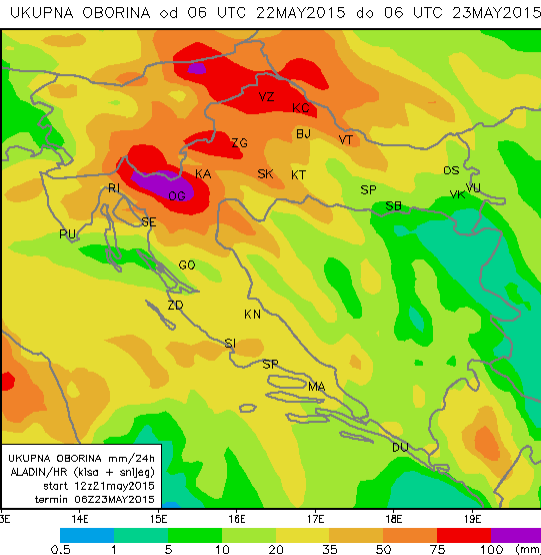 UKUPNA OBORINA od 06 UTC 22MAY2015 do 06 UTC 23MAY2015
VZ
KC
BJ
VT
ZG
OS
KA
SK
KT
RI
SP
VU
OG
VK
SB
SE
PU
GO
ZD
KN
SI
SP
MA
DU
UKUPNA OBORINA mm/24h
ALADIN/HR (kisa + snijeg)
start 12z21may2015
termin 06Z23MAY2015
3E 14E 15E 16E 17E 18E 19E
0.5 1 5 10 20 35 50 75 100 (mm)